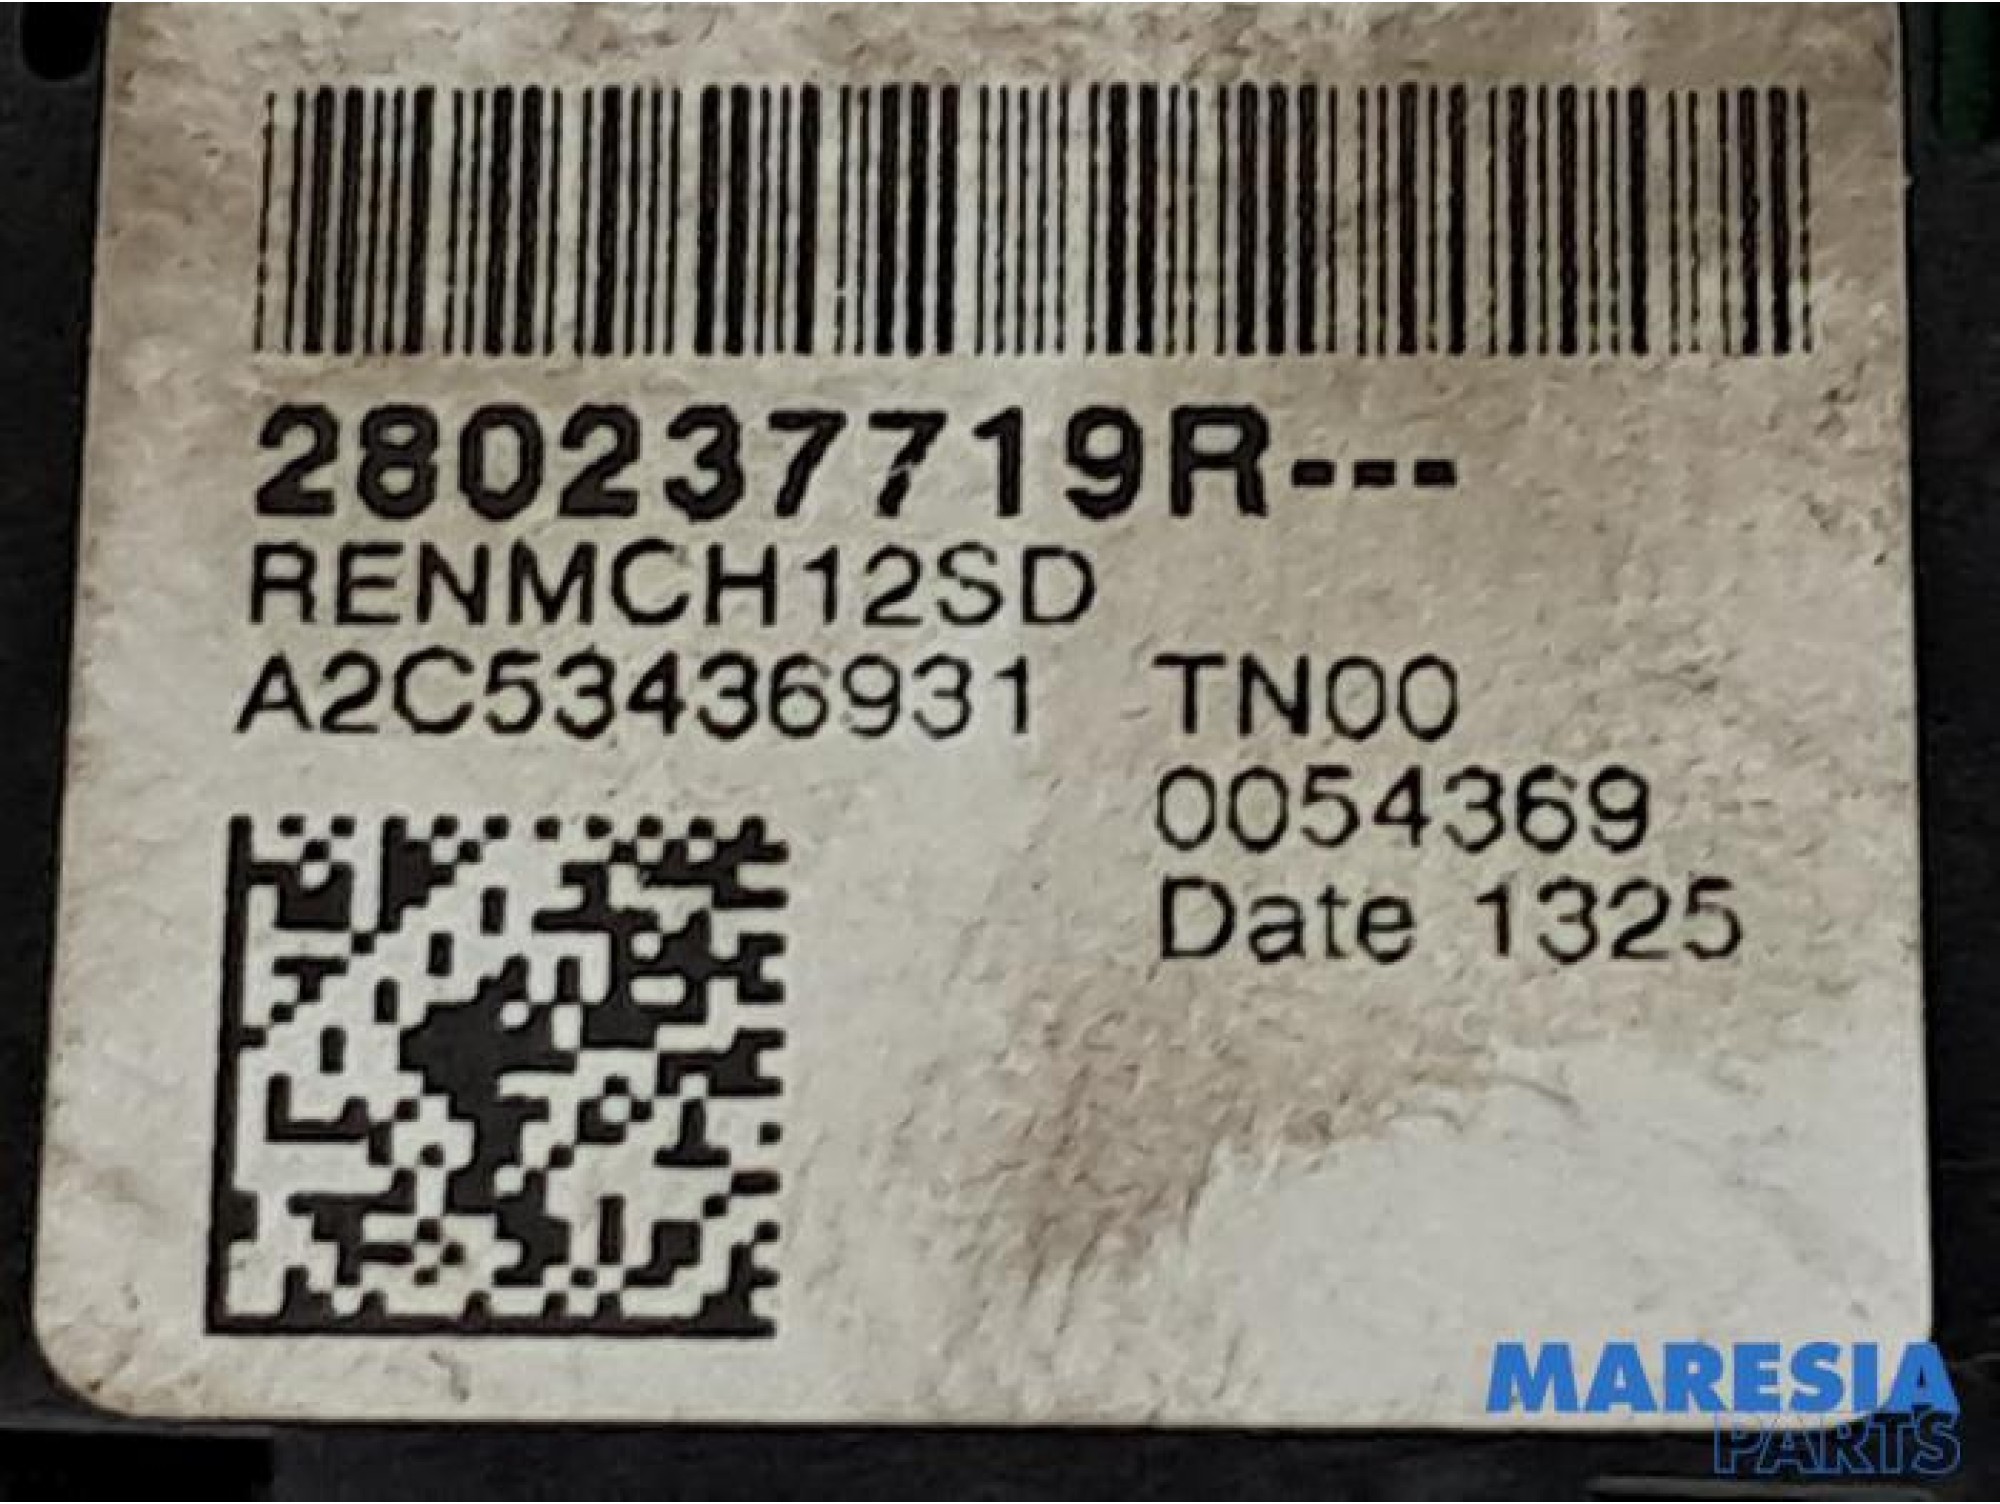 280237719R---
RENMCH12SD
A2C53436931 TN00
0054369
Date 1325
MARESIA
PARTS